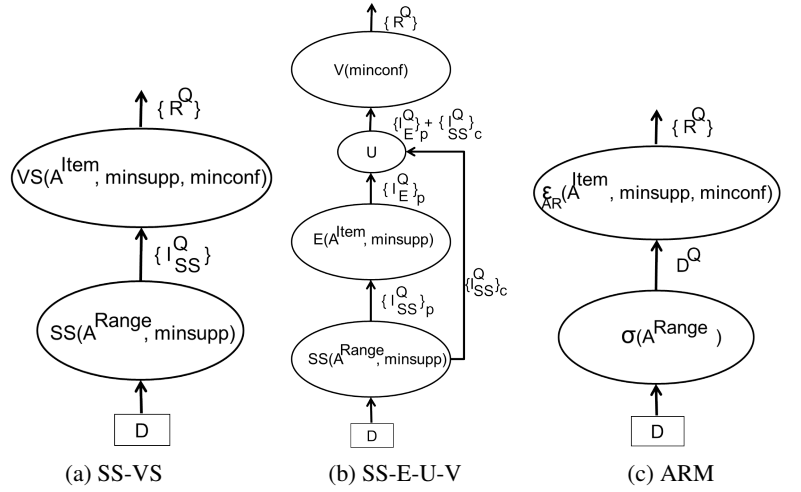 { R^Q }
VS(A^Item, minsupp, minconf)
{ I^Q_SS }
SS(A^Range, minsupp)
D
(a) SS-VS
{ R^Q }
V(minconf)
{I^Q_E}_p + { I^Q_SS }_c
U
{ I^Q_E }_p
E(A^Item, minsupp)
{ I^Q_SS }_p
{I^Q_SS}_c
SS(A^Range, minsupp)
D
(b) SS-E-U-V
{ R^Q }
ε_AR(A^Item, minsupp, minconf)
D^Q
σ(A^Range )
D
(c) ARM